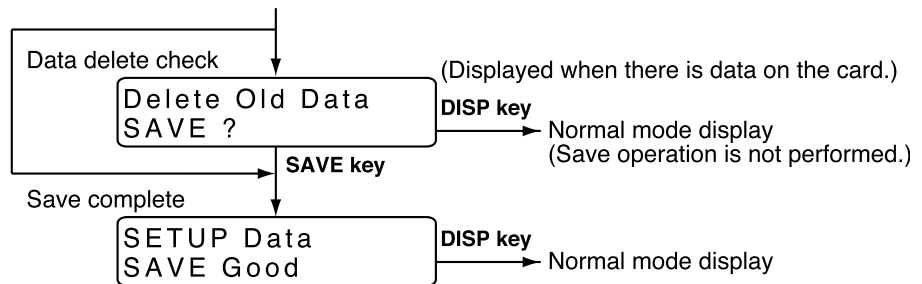 Data delete check
(Displayed when there is data on the card.)
Delete Old Data
SAVE ?
DISP key
Normal mode display
(Save operation is not performed.)
SAVE key
Save complete
SETUP Data
SAVE Good
DISP key
Normal mode display